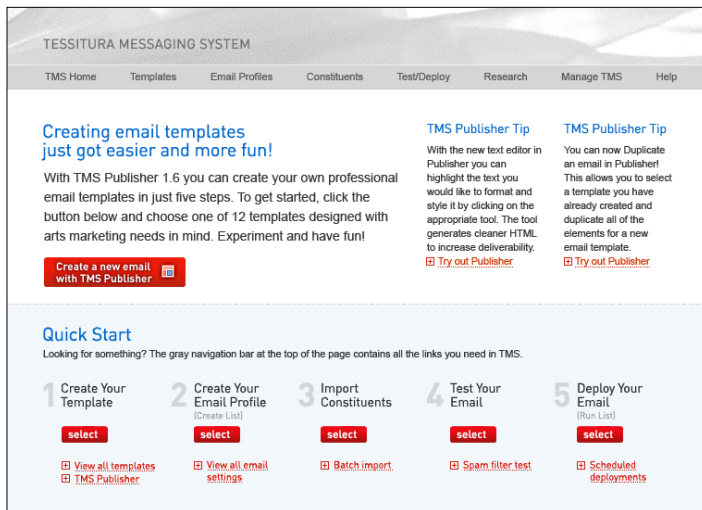 TESSITURA MESSAGING SYSTEM
TMS Home Templates Email Profiles Constituents Test/Deploy Research Manage TMS Help
Creating email templates
just got easier and more fun!
With TMS Publisher 1.6 you can create your own professional
email templates in just five steps. To get started, click the
button below and choose one of 12 templates designed with
arts marketing needs in mind. Experiment and have fun!
Create a new email
with TMS Publisher
TMS Publisher Tip
With the new text editor in
Publisher you can
highlight the text you
would like to format and
style it by clicking on the
appropriate tool. The tool
generates cleaner HTML
to increase deliverability.
Try out Publisher
TMS Publisher Tip
You can now Duplicate
an email in Publisher!
This allows you to select
a template you have
already created and
duplicate all of the
elements for a new
email template.
Try out Publisher
Quick Start
Looking for something? The gray navigation bar at the top of the page contains all the links you need in TMS.
1 Create Your
Template
select
View all templates
TMS Publisher
2 Create Your
Email Profile
(Create List)
select
View all email
settings
3 Import
Constituents
select
Batch import
4 Test Your
Email
select
Spam filter test
5 Deploy Your
Email
(Run List)
select
Scheduled
deployments